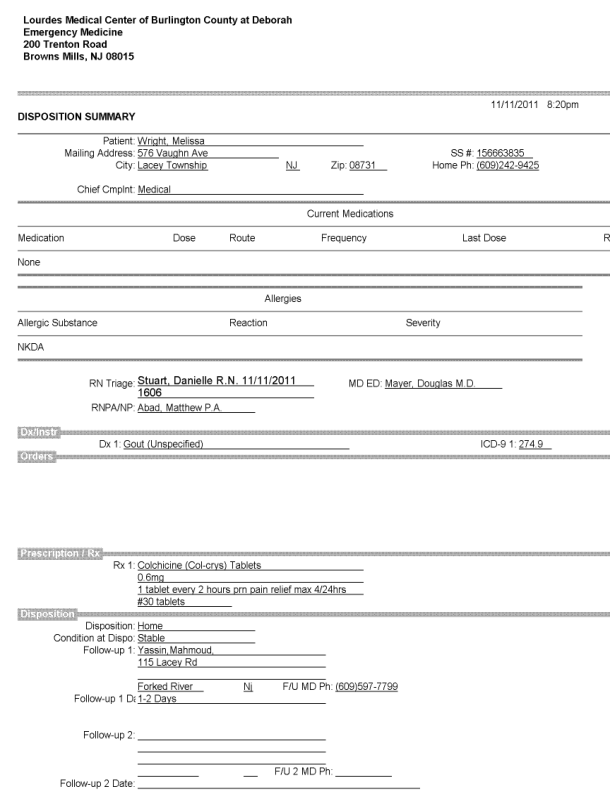 Lourdes Medical Center of Burlington County at Deborah
Emergency Medicine
200 Trenton Road
Browns Mills, NJ 08015
11/11/2011 8:20pm
DISPOSITION SUMMARY
Patient: Wright, Melissa
Mailing Address: 576 Vaughn Ave SS #: 156663835
City: Lacey Township NJ Zip: 08731 Home Ph: (609)242-9425
Chief Cmplnt: Medical
Current Medications
Medication Dose Route Frequency Last Dose R
None
Allergies
Allergic Substance Reaction Severity
NKDA
RN Triage: Stuart, Danielle R.N. 11/11/2011 MD ED: Mayer, Douglas M.D.
1606
RNPA/NP: Abad, Matthew P.A.
Dx/Instr
Dx 1: Gout (Unspecified) ICD-9 1: 274.9
Orders
Prescription / Rx
Rx 1: Colchicine (Col-crys) Tablets
0.6mg
1 tablet every 2 hours prn pain relief max 4/24hrs
#30 tablets
Disposition
Disposition: Home
Condition at Dispo: Stable
Follow-up 1: Yassin,Mahmoud,
115 Lacey Rd
Forked River Nj F/U MD Ph: (609)597-7799
Follow-up 1 Da 1-2 Days
Follow-up 2:
F/U 2 MD Ph:
Follow-up 2 Date: